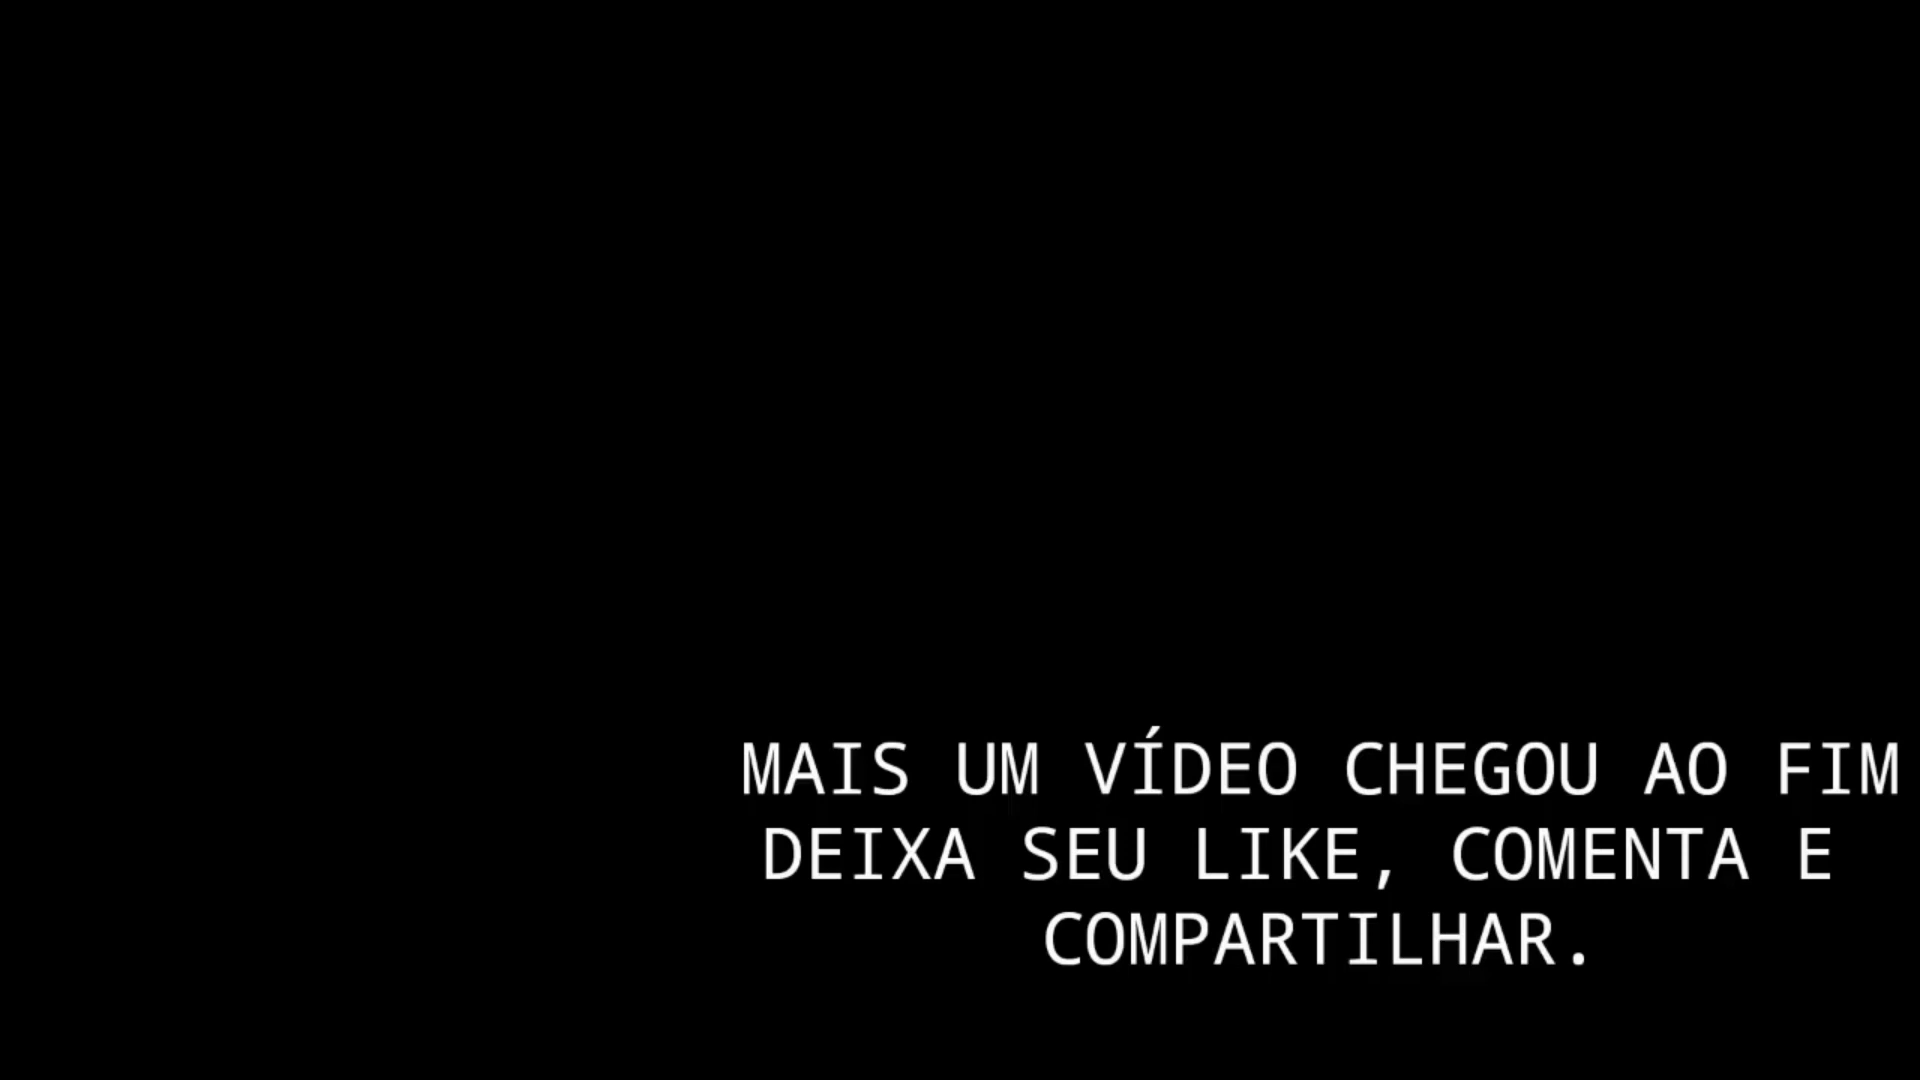 MAIS UM VÍDEO CHEGOU AO FIM
DEIXA SEU LIKE, COMENTA E
COMPARTILHAR.